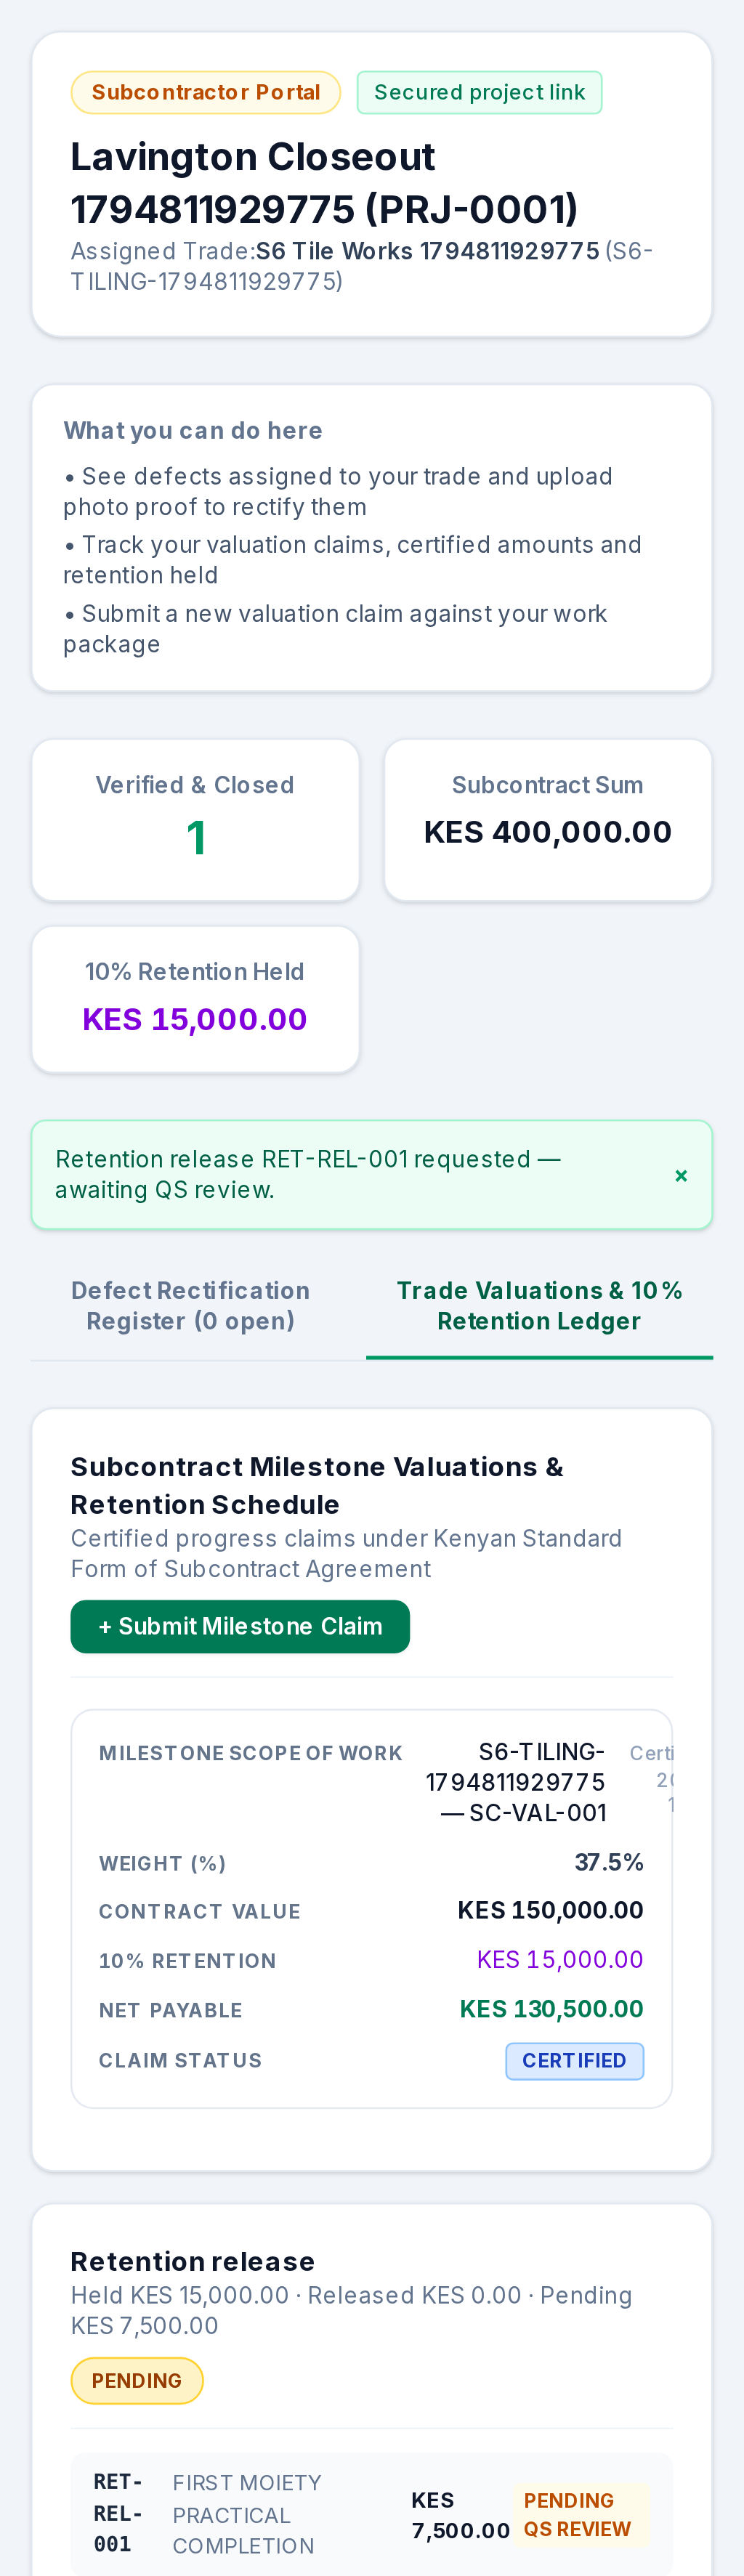 Subcontractor Portal
Secured project link
Lavington Closeout
1794811929775 (PRJ-0001)
Assigned Trade:S6 Tile Works 1794811929775 (S6-
TILING-1794811929775)
What you can do here
• See defects assigned to your trade and upload
photo proof to rectify them
• Track your valuation claims, certified amounts and
retention held
• Submit a new valuation claim against your work
package
Verified & Closed
1
Subcontract Sum
KES 400,000.00
10% Retention Held
KES 15,000.00
Retention release RET-REL-001 requested —
awaiting QS review.
×
Defect Rectification
Register (0 open)
Trade Valuations & 10%
Retention Ledger
Subcontract Milestone Valuations &
Retention Schedule
Certified progress claims under Kenyan Standard
Form of Subcontract Agreement
+ Submit Milestone Claim
MILESTONE SCOPE OF WORK
S6-TILING-
1794811929775
— SC-VAL-001
WEIGHT (%)
37.5%
CONTRACT VALUE
KES 150,000.00
10% RETENTION
KES 15,000.00
NET PAYABLE
KES 130,500.00
CLAIM STATUS
CERTIFIED
Retention release
Held KES 15,000.00 · Released KES 0.00 · Pending
KES 7,500.00
PENDING
RET-
REL-
001
FIRST MOIETY
PRACTICAL
COMPLETION
KES
7,500.00
PENDING
QS REVIEW